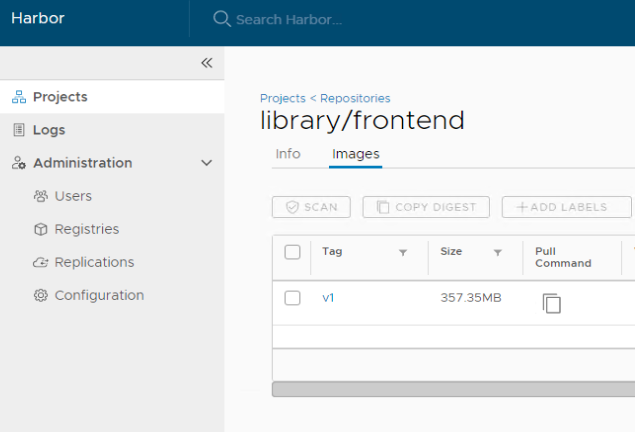 Harbor
Search Harbor...
Projects
Logs
Administration
Users
Registries
Replications
Configuration
Projects < Repositories
library/frontend
Info Images
SCAN COPY DIGEST +ADD LABELS
Tag Size Pull Command
v1 357.35MB